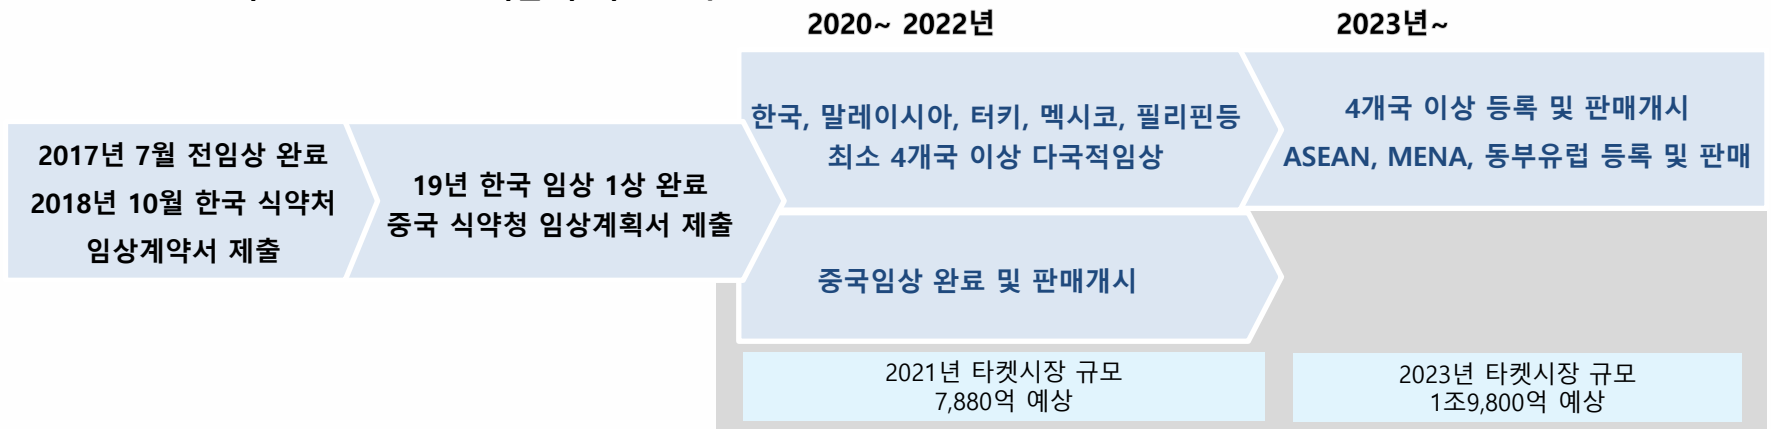 2020~ 2022년
2023년~
2017년 7월 전임상 완료
2018년 10월 한국 식약처
임상계약서 제출
19년 한국 임상 1상 완료
중국 식약청 임상계획서 제출
한국, 말레이시아, 터키, 멕시코, 필리핀등
최소 4개국 이상 다국적임상
4개국 이상 등록 및 판매개시
ASEAN, MENA, 동부유럽 등록 및 판매
중국임상 완료 및 판매개시
2021년 타켓시장 규모
7,880억 예상
2023년 타켓시장 규모
1조9,800억 예상